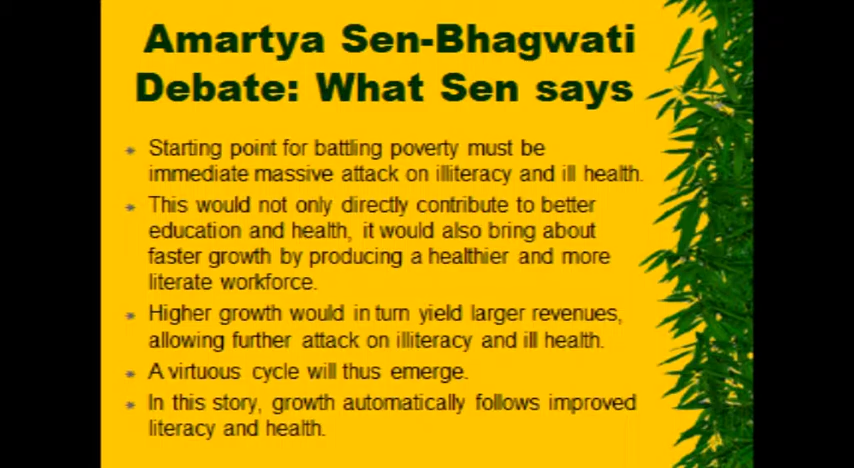 Amartya Sen-Bhagwati
Debate: What Sen says
* Starting point for battling poverty must be
immediate massive attack on illiteracy and ill health.
* This would not only directly contribute to better
education and health, it would also bring about
faster growth by producing a healthier and more
literate workforce.
* Higher growth would in turn yield larger revenues,
allowing further attack on illiteracy and ill health.
* A virtuous cycle will thus emerge.
* In this story, growth automatically follows improved
literacy and health.